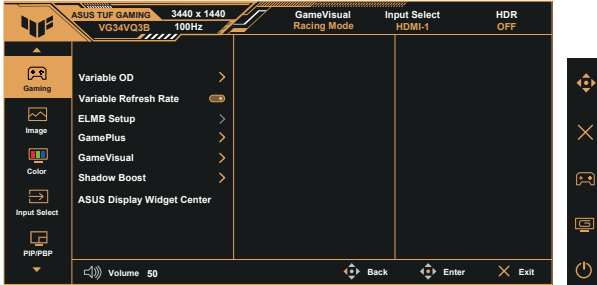 ASUS TUF GAMING 3440 x 1440 GameVisual Input Select HDR
VG34VQ3B 100Hz Racing Mode HDMI-1 OFF
Gaming
Image
Color
Input Select
PIP/PBP
Variable OD
Variable Refresh Rate
ELMB Setup
GamePlus
GameVisual
Shadow Boost
ASUS Display Widget Center
Volume 50 Back Enter Exit